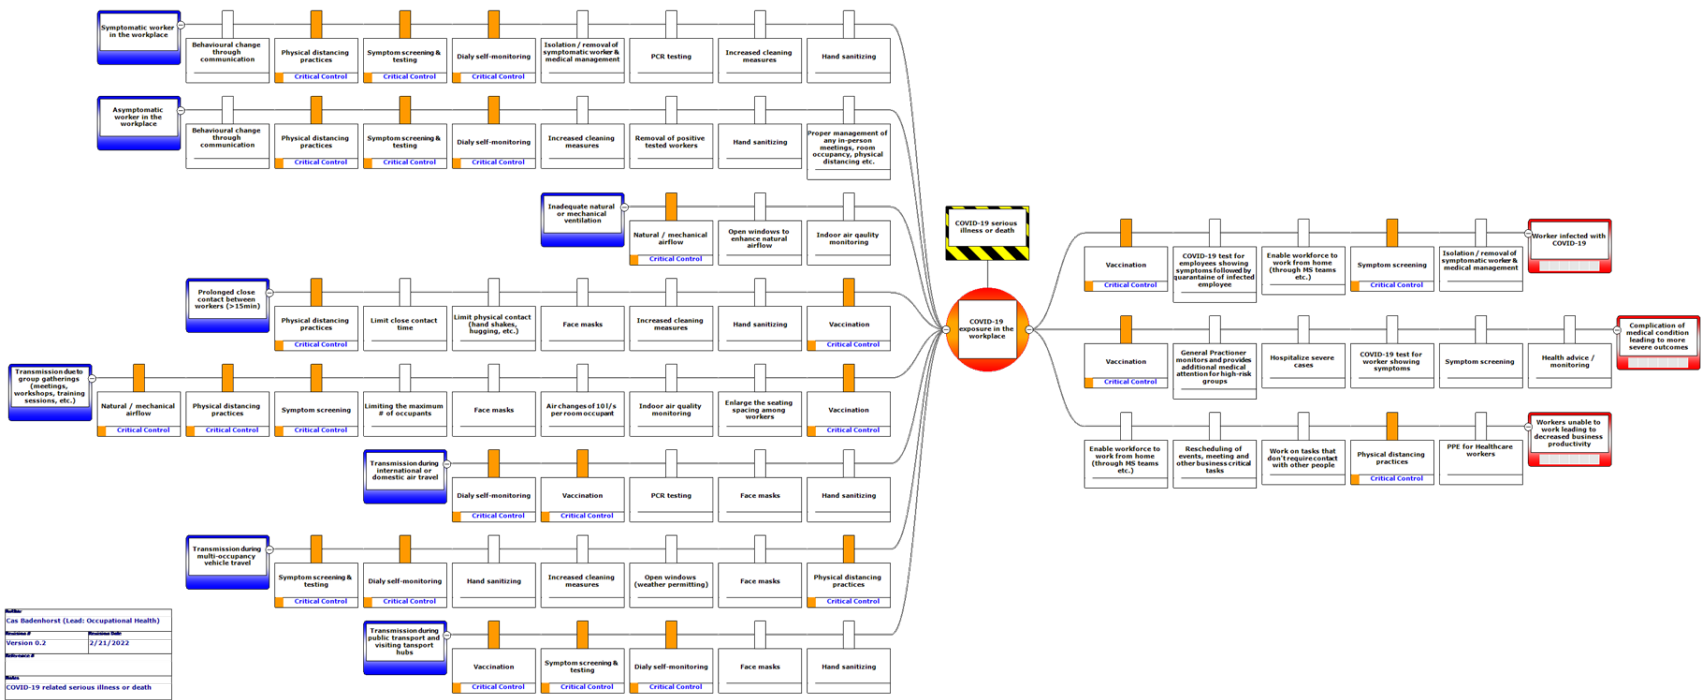 Symptomatic worker
in the workplace
Behavioural change
through
communication
Physical distancing
practices
Critical Control
Symptom screening &
testing
Critical Control
Dialy self-monitoring
Critical Control
Isolation / removal of
symptomatic worker &
medical management
PCR testing
Increased cleaning
measures
Hand sanitizing
Asymptomatic
worker in the
workplace
Behavioural change
through
communication
Physical distancing
practices
Critical Control
Symptom screening &
testing
Critical Control
Dialy self-monitoring
Critical Control
Increased cleaning
measures
Removal of positive
tested workers
Hand sanitizing
Proper management of
any in-person
meetings, room
occupancy, physical
distancing etc.
Inadequate natural
or mechanical
ventilation
Natural / mechanical
airflow
Critical Control
Open windows to
enhance natural
airflow
Indoor air qaulity
monitoring
Prolonged close
contact between
workers (>15min)
Physical distancing
practices
Critical Control
Limit close contact
time
Limit physical contact
(hand shakes,
hugging, etc.)
Face masks
Increased cleaning
measures
Hand sanitizing
Vaccination
Critical Control
Transmission due to
group gatherings
(meetings,
workshops, training
sessions, etc.)
Natural / mechanical
airflow
Critical Control
Physical distancing
practices
Critical Control
Symptom screening
Critical Control
Limiting the maximum
# of occupants
Face masks
Air changes of 10 l/s
per room occupant
Indoor air quality
monitoring
Enlarge the seating
spacing among
workers
Vaccination
Critical Control
Transmission during
international or
domestic air travel
Dialy self-monitoring
Critical Control
Vaccination
Critical Control
PCR testing
Face masks
Hand sanitizing
Transmission during
multi-occupancy
vehicle travel
Symptom screening &
testing
Critical Control
Dialy self-monitoring
Critical Control
Hand sanitizing
Increased cleaning
measures
Open windows
(weather permitting)
Face masks
Physical distancing
practices
Critical Control
Transmission during
public transport and
visiting tansport
hubs
Vaccination
Critical Control
Symptom screening &
testing
Critical Control
Dialy self-monitoring
Critical Control
Face masks
Hand sanitizing
COVID-19 serious
illness or death
COVID-19
exposure in the
workplace
Vaccination
Critical Control
COVID-19 test for
employees showing
symptoms followed by
quarantaine of infected
employee
Enable workforce to
work from home
(through MS teams
etc.)
Symptom screening
Critical Control
Isolation / removal of
symptomatic worker &
medical management
Worker infected with
COVID-19
Vaccination
Critical Control
General Practioner
monitors and provides
additional medical
attention for high-risk
groups
Hospitalize severe
cases
COVID-19 test for
worker showing
symptoms
Symptom screening
Health advice /
monitoring
Complication of
medical condition
leading to more
severe outcomes
Enable workforce to
work from home
(through MS teams
etc.)
Rescheduling of
events, meeting and
other business critical
tasks
Work on tasks that
don't require contact
with other people
Physical distancing
practices
Critical Control
PPE for Healthcare
workers
Workers unable to
work leading to
decreased business
productivity
Cas Badenhorst (Lead: Occupational Health)
Revision #
Revision Date
Version 0.2
2/21/2022
Reference #
Notes
COVID-19 related serious illness or death